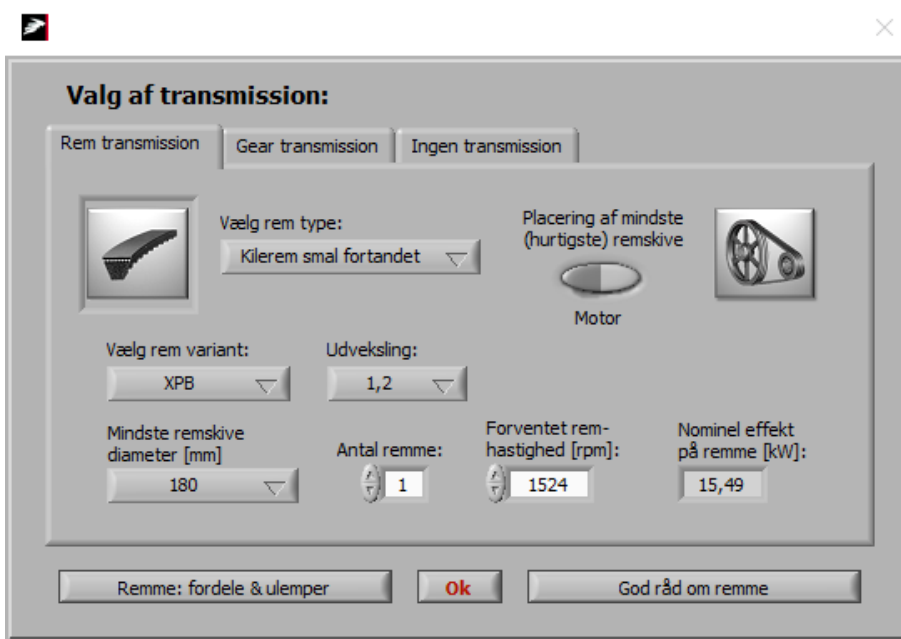 Valg af transmission:
Rem transmission
Gear transmission
Ingen transmission
Vælg rem type:
Kilerem smal fortandet
Placering af mindste
(hurtigste) remskive
Motor
Vælg rem variant:
XPB
Udveksling:
1,2
Mindste remskive
diameter [mm]
180
Antal remme:
1
Forventet rem-
hastighed [rpm]:
1524
Nominel effekt
på remme [kW]:
15,49
Remme: fordele & ulemper
Ok
God råd om remme